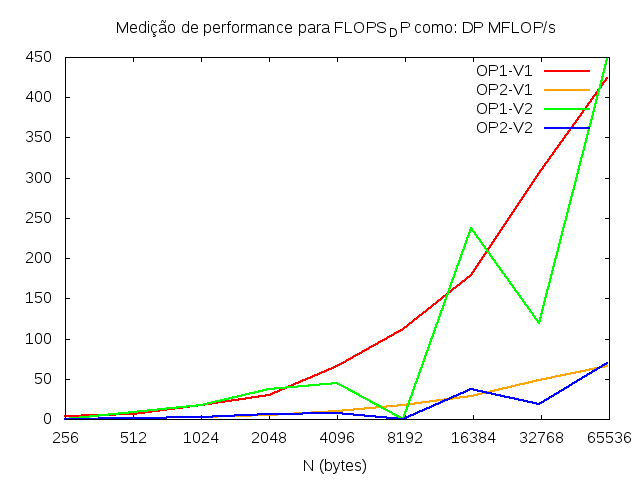 Medição de performance para FLOPS_DP como: DP MFLOP/s
450
400
350
300
250
200
150
100
50
0
OP1-V1
OP2-V1
OP1-V2
OP2-V2
256 512 1024 2048 4096 8192 16384 32768 65536
N (bytes)